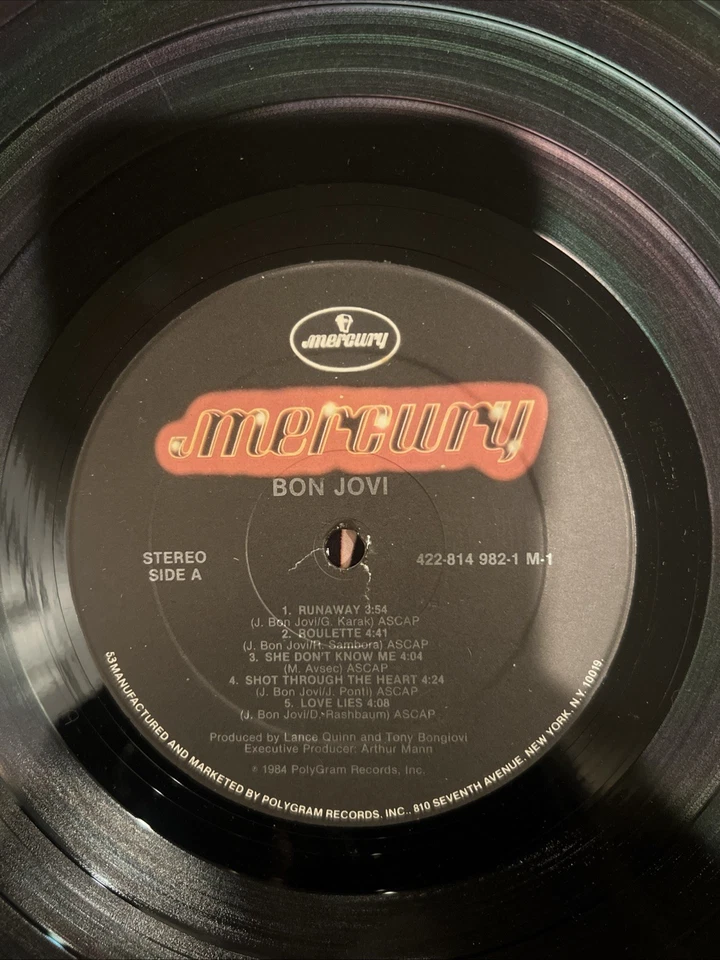 mercury
mercury
BON JOVI
STEREO
SIDE A
422-814 982-1 M-1
1. RUNAWAY 3:54
(J. Bon Jovi/G. Karak) ASCAP
2. ROULETTE 4:41
(J. Bon Jovi/R. Sambora) ASCAP
3. SHE DON'T KNOW ME 4:04
(M. Avsec) ASCAP
4. SHOT THROUGH THE HEART 4:24
(J. Bon Jovi/J. Ponti) ASCAP
5. LOVE LIES 4:08
(J. Bon Jovi/D. Rashbaum) ASCAP
Produced by Lance Quinn and Tony Bongiovi
Executive Producer: Arthur Mann
℗ 1984 PolyGram Records, Inc.
53 MANUFACTURED AND MARKETED BY POLYGRAM RECORDS, INC., 810 SEVENTH AVENUE, NEW YORK, N.Y. 10019.